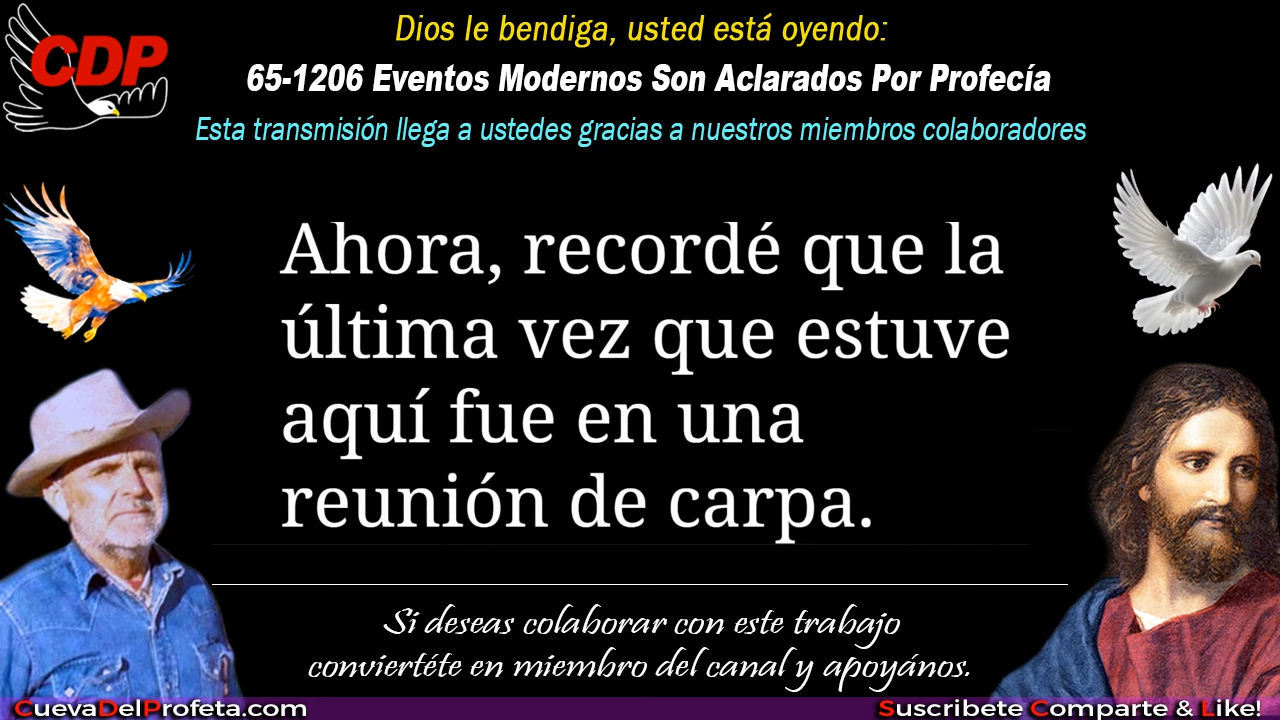 CDP
Dios le bendiga, usted está oyendo:
65-1206 Eventos Modernos Son Aclarados Por Profecía
Esta transmisión llega a ustedes gracias a nuestros miembros colaboradores
Ahora, recordé que la
última vez que estuve
aquí fue en una
reunión de carpa.
Si deseas colaborar con este trabajo
conviertéte en miembro del canal y apoyános.
CuevaDelProfeta.com
Suscribete Comparte & Like!